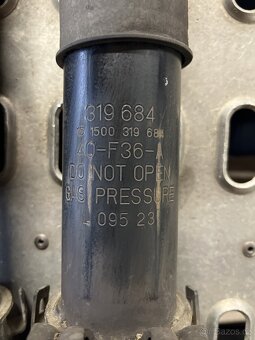 319 684
1500 319 684
40-F36-A
DO NOT OPEN
GAS PRESSURE
095 23